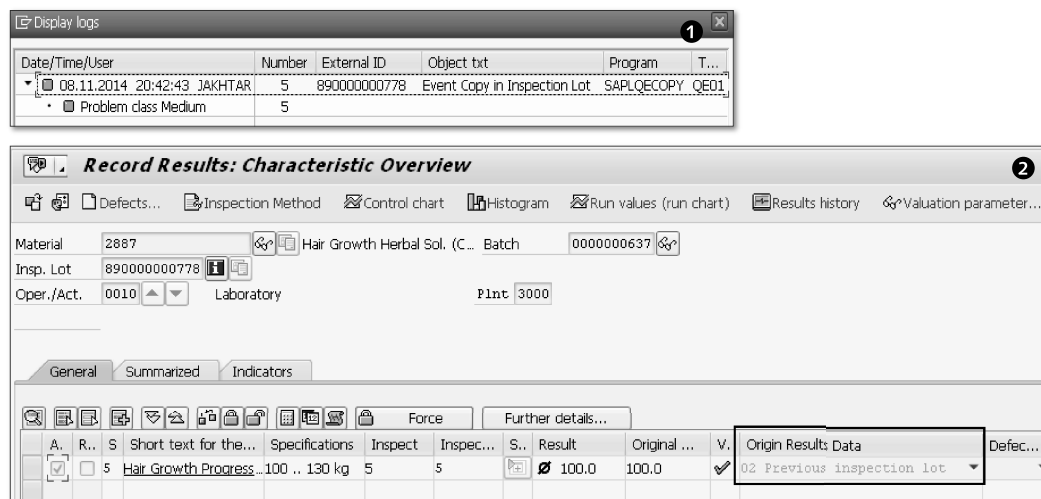 Display logs
1
Date/Time/User Number External ID Object txt Program T...
08.11.2014 20:42:43 JAKHTAR 5 890000000778 Event Copy in Inspection Lot SAPLQECOPY QE01
Problem class Medium 5
Record Results: Characteristic Overview
2
Defects... Inspection Method Control chart Histogram Run values (run chart) Results history Valuation parameter...
Material 2887 Hair Growth Herbal Sol. (C... Batch 0000000637
Insp. Lot 890000000778
Oper./Act. 0010 Laboratory Plnt 3000
General Summarized Indicators
Force Further details...
A. R.. S Short text for the... Specifications Inspect Inspec... S.. Result Original ... V. Origin Results Data Defec...
5 Hair Growth Progress... 100 .. 130 kg 5 5 Ø 100.0 100.0 02 Previous inspection lot